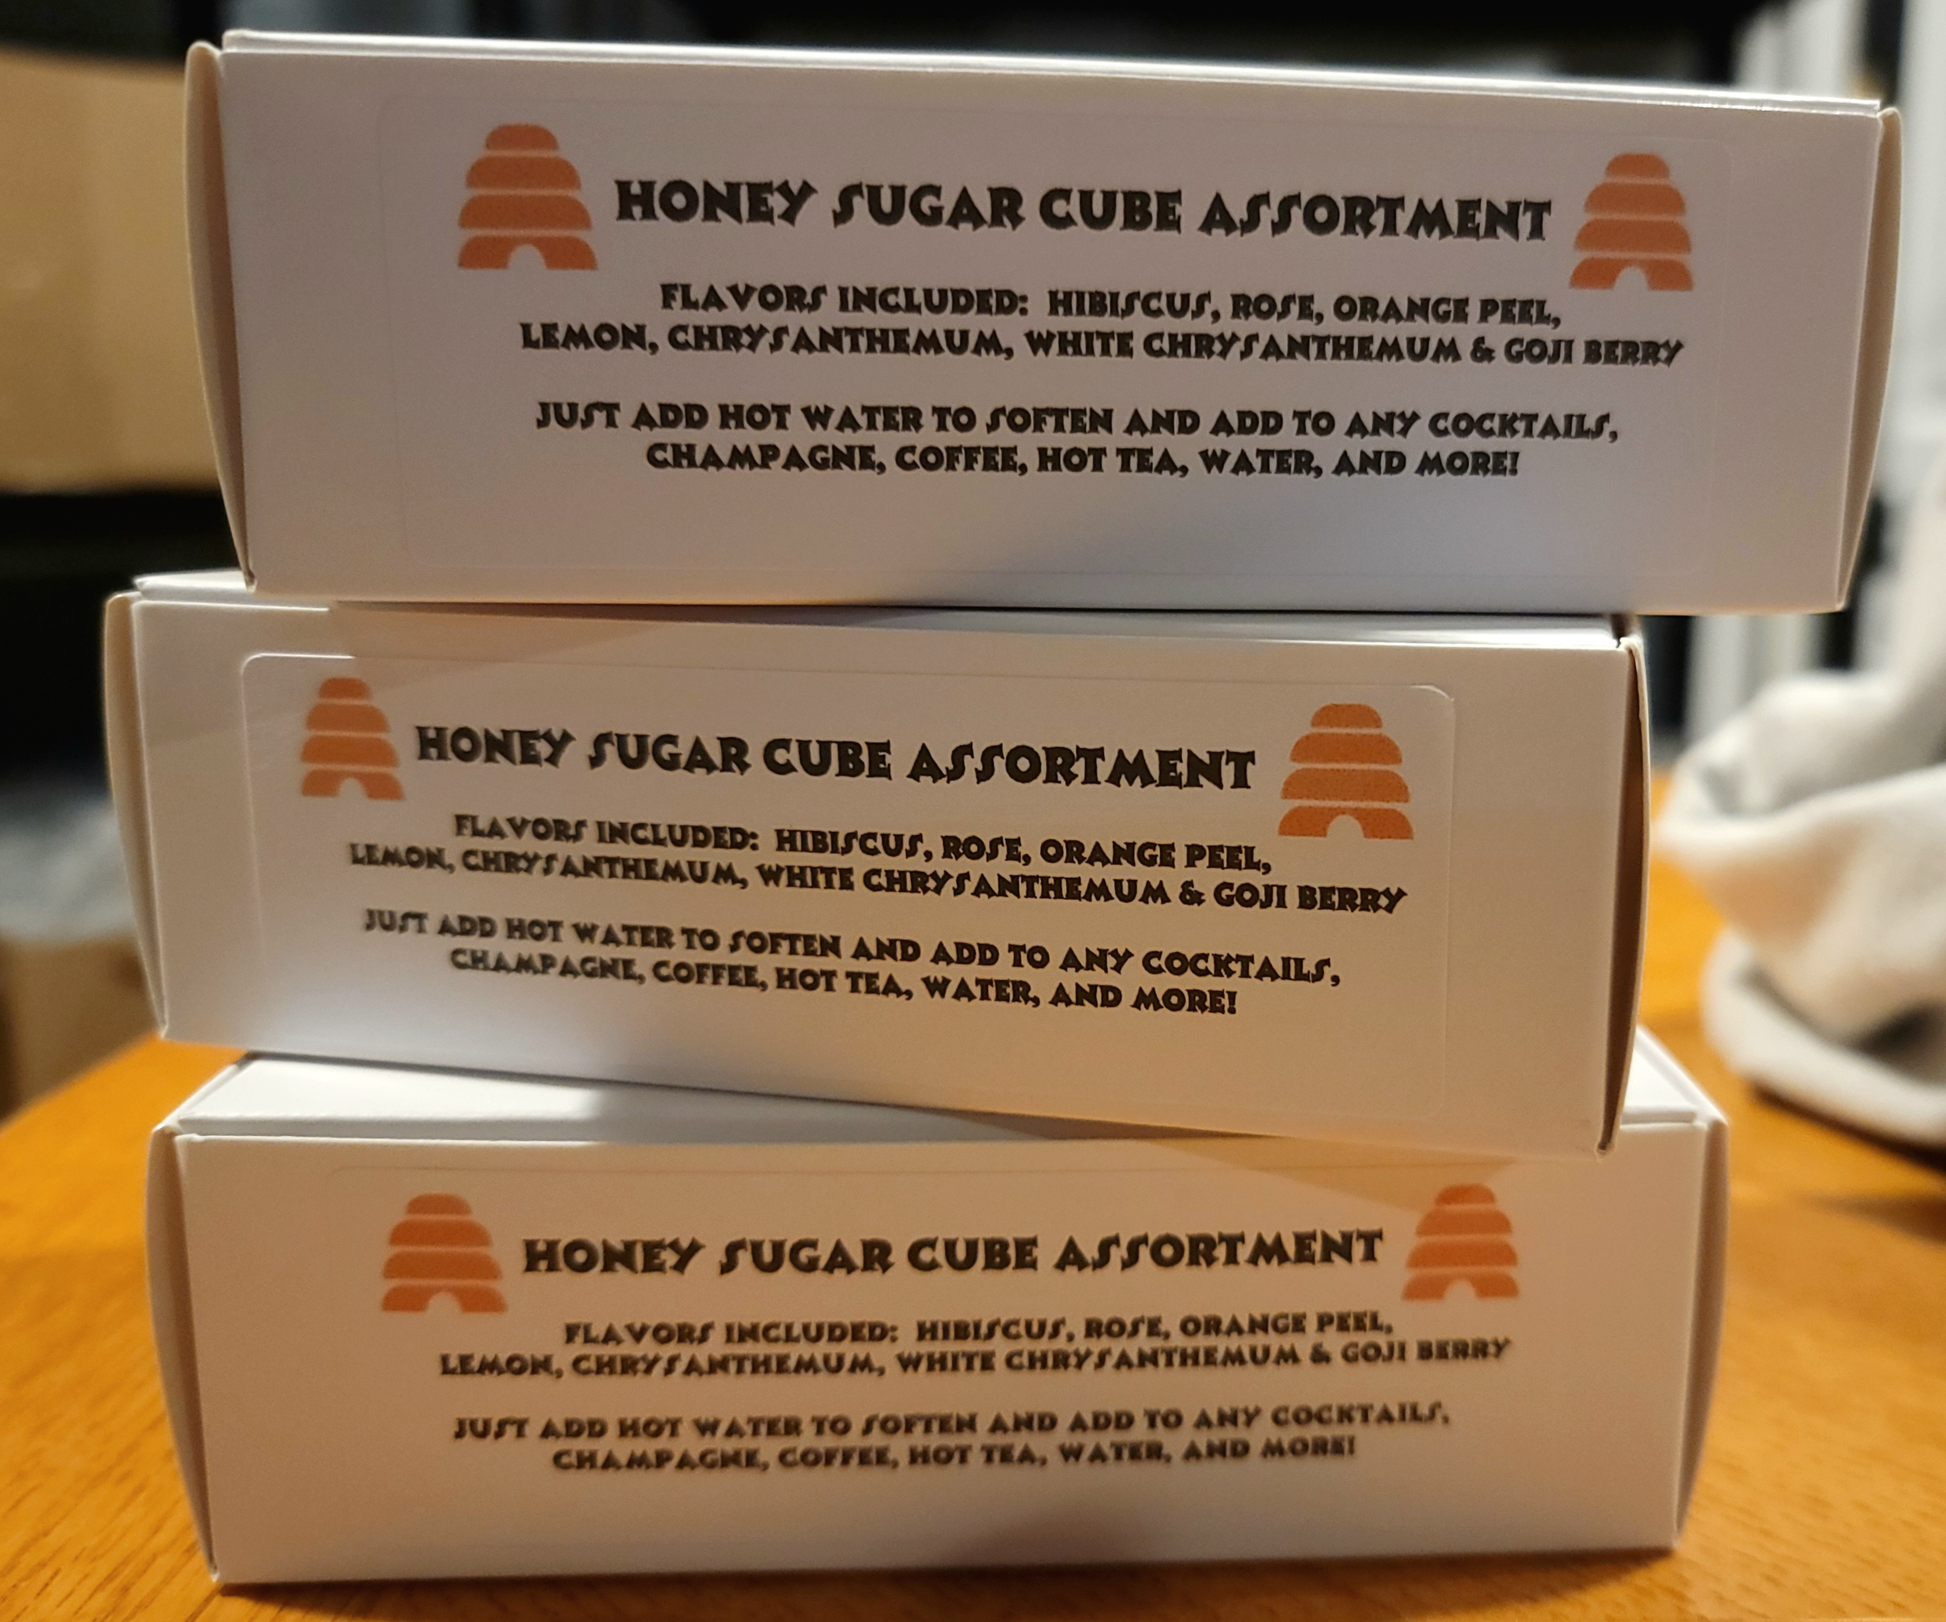 HONEY SUGAR CUBE ASSORTMENT
FLAVORS INCLUDED: HIBISCUS, ROSE, ORANGE PEEL,
LEMON, CHRYSANTHEMUM, WHITE CHRYSANTHEMUM & GOJI BERRY
JUST ADD HOT WATER TO SOFTEN AND ADD TO ANY COCKTAILS,
CHAMPAGNE, COFFEE, HOT TEA, WATER, AND MORE!
HONEY SUGAR CUBE ASSORTMENT
FLAVORS INCLUDED: HIBISCUS, ROSE, ORANGE PEEL,
LEMON, CHRYSANTHEMUM, WHITE CHRYSANTHEMUM & GOJI BERRY
JUST ADD HOT WATER TO SOFTEN AND ADD TO ANY COCKTAILS,
CHAMPAGNE, COFFEE, HOT TEA, WATER, AND MORE!
HONEY SUGAR CUBE ASSORTMENT
FLAVORS INCLUDED: HIBISCUS, ROSE, ORANGE PEEL,
LEMON, CHRYSANTHEMUM, WHITE CHRYSANTHEMUM & GOJI BERRY
JUST ADD HOT WATER TO SOFTEN AND ADD TO ANY COCKTAILS,
CHAMPAGNE, COFFEE, HOT TEA, WATER, AND MORE!